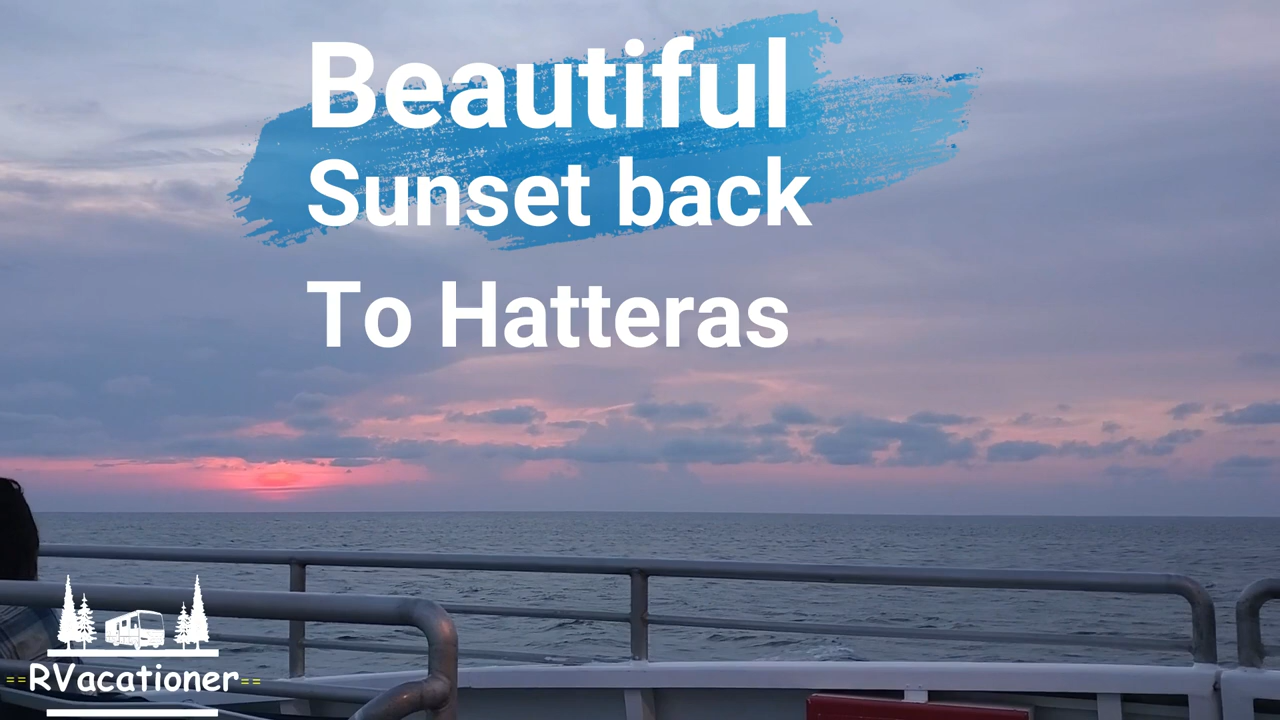 Beautiful
Sunset back
To Hatteras
==RVacationer==